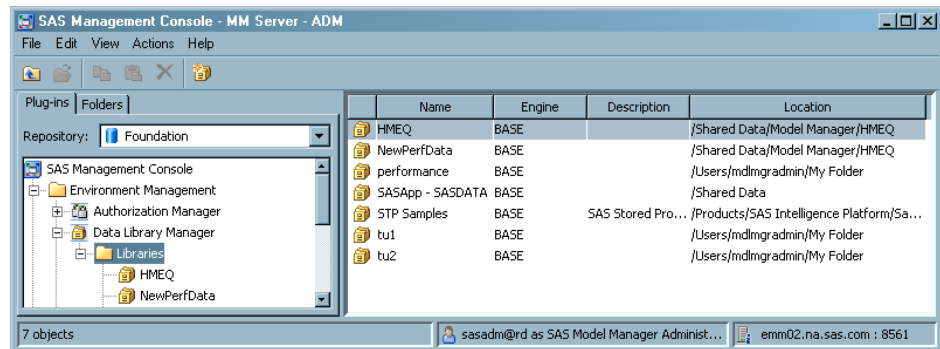 SAS Management Console - MM Server - ADM
File Edit View Actions Help
Plug-ins Folders
Repository: Foundation
SAS Management Console
Environment Management
Authorization Manager
Data Library Manager
Libraries
HMEQ
NewPerfData
Name Engine Description Location
HMEQ BASE /Shared Data/Model Manager/HMEQ
NewPerfData BASE /Shared Data/Model Manager/HMEQ
performance BASE /Users/mdlmgradmin/My Folder
SASApp - SASDATA BASE /Shared Data
STP Samples BASE SAS Stored Pro... /Products/SAS Intelligence Platform/Sa...
tu1 BASE /Users/mdlmgradmin/My Folder
tu2 BASE /Users/mdlmgradmin/My Folder
7 objects sasadm@rd as SAS Model Manager Administ... emm02.na.sas.com : 8561